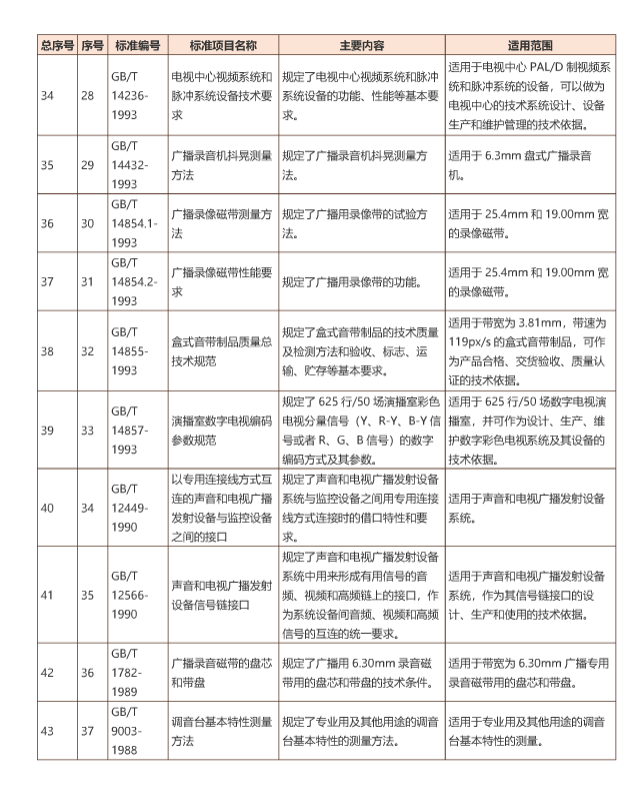 总序号 序号 标准编号 标准项目名称 主要内容 适用范围
34 28 GB/T 14236-1993 电视中心视频系统和脉冲系统设备技术要求 规定了电视中心视频系统和脉冲系统设备的功能、性能等基本要求。 适用于电视中心 PAL/D 制视频系统和脉冲系统的设备，可以做为电视中心的技术系统设计、设备生产和维护管理的技术依据。
35 29 GB/T 14432-1993 广播录音机抖晃测量方法 规定了广播录音机抖晃测量方法。 适用于 6.3mm 盘式广播录音机。
36 30 GB/T 14854.1-1993 广播录像磁带测量方法 规定了广播用录像带的试验方法。 适用于 25.4mm 和 19.00mm 宽的录像磁带。
37 31 GB/T 14854.2-1993 广播录像磁带性能要求 规定了广播用录像带的功能。 适用于 25.4mm 和 19.00mm 宽的录像磁带。
38 32 GB/T 14855-1993 盒式音带制品质量总技术规范 规定了盒式音带制品的技术质量及检测方法和验收、标志、运输、贮存等基本要求。 适用于带宽为 3.81mm，带速为 119px/s 的盒式音带制品，可作为产品合格、交货验收、质量认证的技术依据。
39 33 GB/T 14857-1993 演播室数字电视编码参数规范 规定了 625 行/50 场演播室彩色电视分量信号（Y、R-Y、B-Y 信号或者 R、G、B 信号）的数字编码方式及其参数。 适用于 625 行/50 场数字电视演播室，并可作为设计、生产、维护数字彩色电视系统及其设备的技术依据。
40 34 GB/T 12449-1990 以专用连接线方式互连的声音和电视广播发射设备与监控设备之间的接口 规定了声音和电视广播发射设备系统与监控设备之间用专用连接线方式连接时的借口特性和要求。 适用于声音和电视广播发射设备系统。
41 35 GB/T 12566-1990 声音和电视广播发射设备信号链接口 规定了声音和电视广播发射设备系统中用来形成有用信号的音频、视频和高频链上的接口，作为系统设备间音频、视频和高频信号的互连的统一要求。 适用于声音和电视广播发射设备系统，作为其信号链接口的设计、生产和使用的技术依据。
42 36 GB/T 1782-1989 广播录音磁带的盘芯和带盘 规定了广播用 6.30mm 录音磁带用的盘芯和带盘的技术条件。 适用于带宽为 6.30mm 广播专用录音磁带用的盘芯和带盘。
43 37 GB/T 9003-1988 调音台基本特性测量方法 规定了专业用及其他用途的调音台基本特性的测量方法。 适用于专业用及其他用途的调音台基本特性的测量。